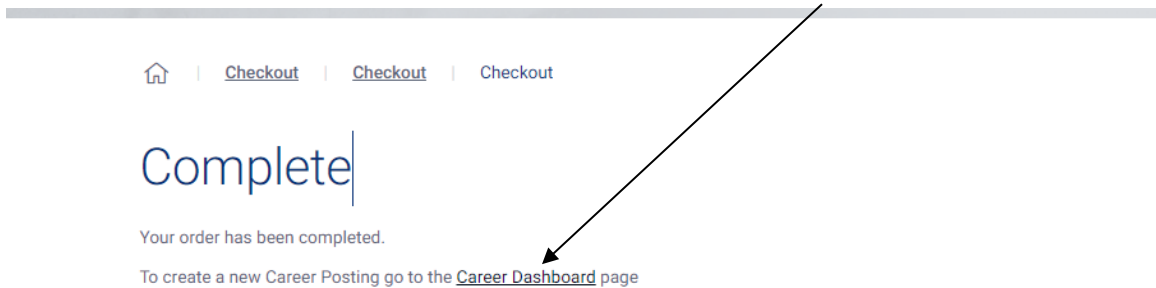 Checkout | Checkout | Checkout
Complete
Your order has been completed.
To create a new Career Posting go to the Career Dashboard page